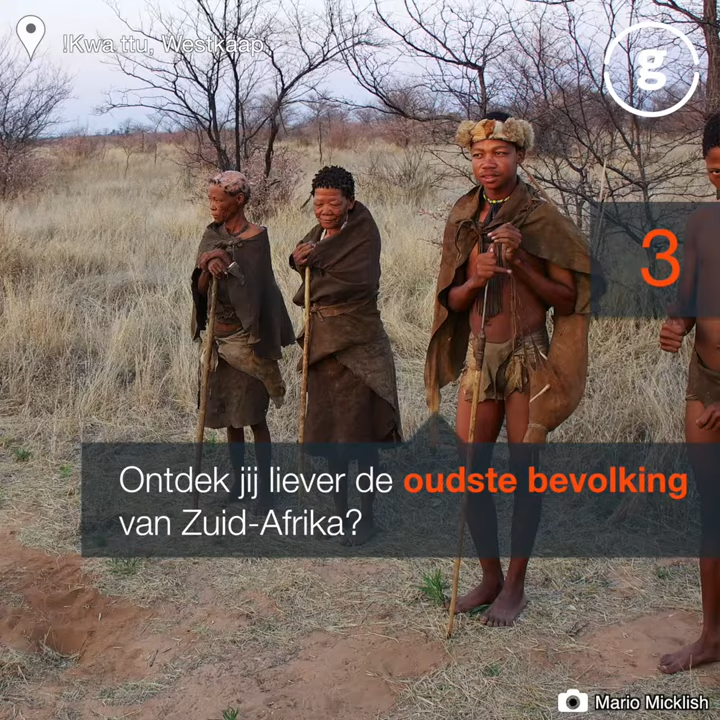 !Kwa ttu, Westkaap
g
3
Ontdek jij liever de oudste bevolking
van Zuid-Afrika?
Mario Micklish